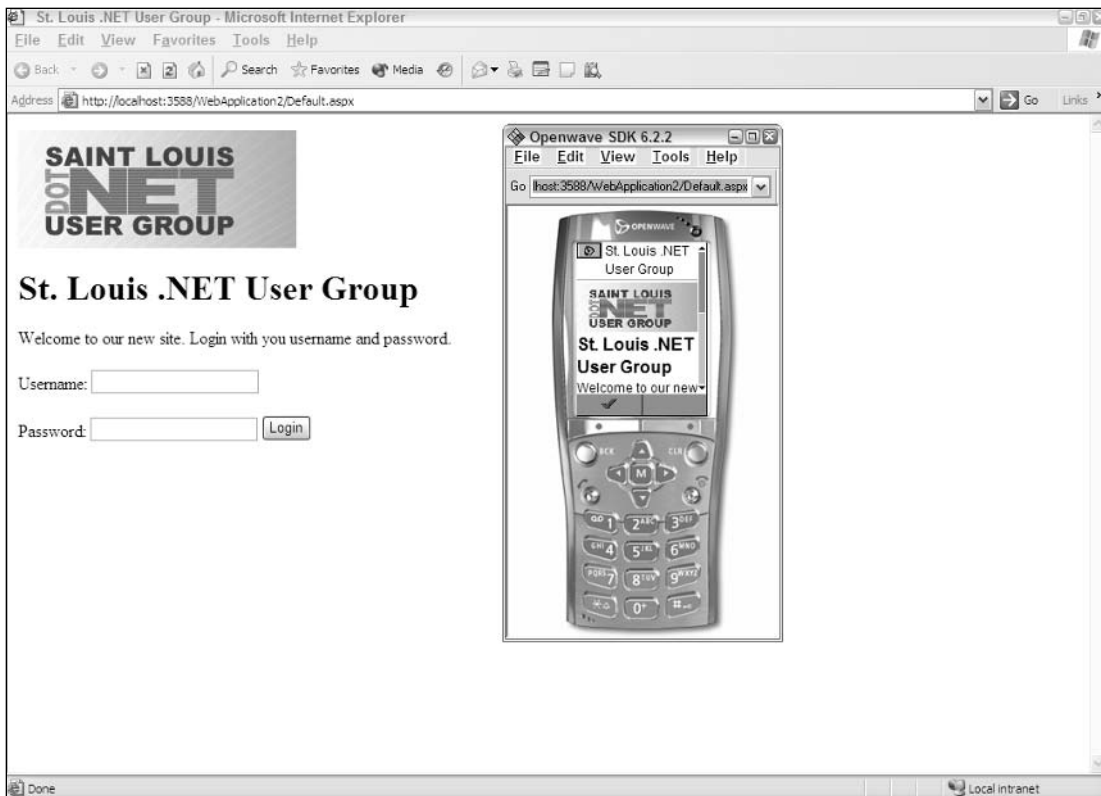 St. Louis .NET User Group - Microsoft Internet Explorer
File Edit View Favorites Tools Help
Back Search Favorites Media
Address http://localhost:3588/WebApplication2/Default.aspx Go Links
SAINT LOUIS
DOT NET
USER GROUP
St. Louis .NET User Group
Welcome to our new site. Login with you username and password.
Username:
Password: Login
Openwave SDK 6.2.2
File Edit View Tools Help
Go lhost:3588/WebApplication2/Default.aspx
OPENWAVE
St. Louis .NET
User Group
SAINT LOUIS
DOT NET
USER GROUP
St. Louis .NET
User Group
Welcome to our new
BCK CLR
M
1 2ABC 3DEF
GHI 4 5JKL 6MNO
PQRS 7 8TUV 9WXYZ
0+ #
Done Local intranet